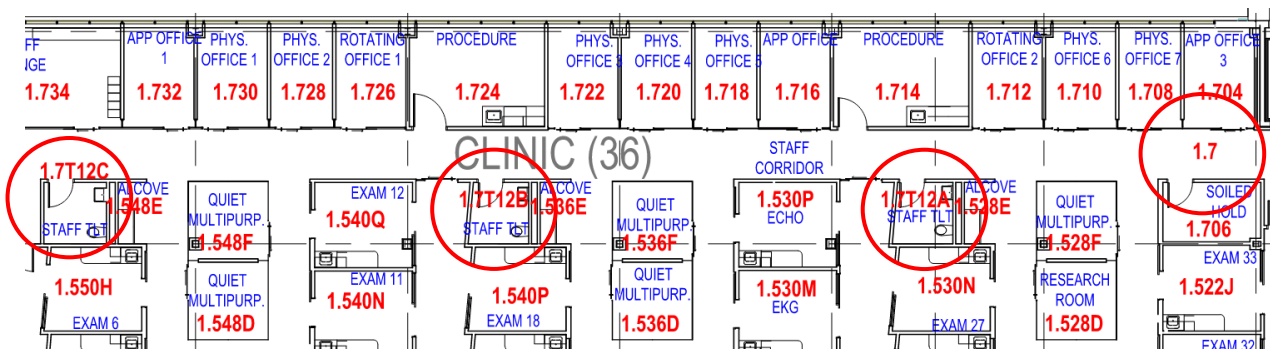 FF
NGE
1.734
APP OFFICE
1
1.732
PHYS.
OFFICE 1
1.730
PHYS.
OFFICE 2
1.728
ROTATING
OFFICE 1
1.726
PROCEDURE
1.724
PHYS.
OFFICE 3
1.722
PHYS.
OFFICE 4
1.720
PHYS.
OFFICE 5
1.718
APP OFFICE
1.716
PROCEDURE
1.714
ROTATING
OFFICE 2
1.712
PHYS.
OFFICE 6
1.710
PHYS.
OFFICE 7
1.708
APP OFFICE
3
1.704
CLINIC (36)
STAFF
CORRIDOR
1.7
1.7T12C
STAFF TLT
ALCOVE
1.548E
QUIET
MULTIPURP.
1.548F
EXAM 12
1.540Q
1.7T12B
STAFF TLT
ALCOVE
1.536E
QUIET
MULTIPURP.
1.536F
1.530P
ECHO
1.7T12A
STAFF TLT
ALCOVE
1.528E
QUIET
MULTIPURP.
1.528F
SOILED
HOLD
1.706
1.550H
EXAM 6
QUIET
MULTIPURP.
1.548D
EXAM 11
1.540N
1.540P
EXAM 18
QUIET
MULTIPURP.
1.536D
1.530M
EKG
1.530N
EXAM 27
RESEARCH
ROOM
1.528D
EXAM 33
1.522J
EXAM 32